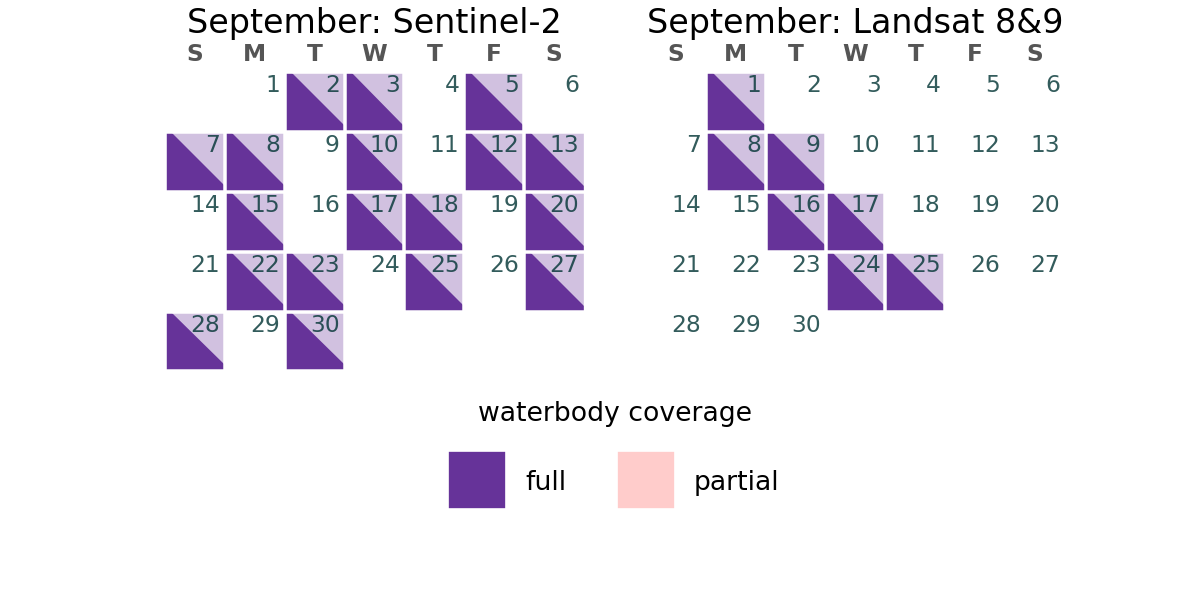 September: Sentinel-2
S M T W T F S
1 2 3 4 5 6
7 8 9 10 11 12 13
14 15 16 17 18 19 20
21 22 23 24 25 26 27
28 29 30
September: Landsat 8&9
S M T W T F S
1 2 3 4 5 6
7 8 9 10 11 12 13
14 15 16 17 18 19 20
21 22 23 24 25 26 27
28 29 30
waterbody coverage
full partial